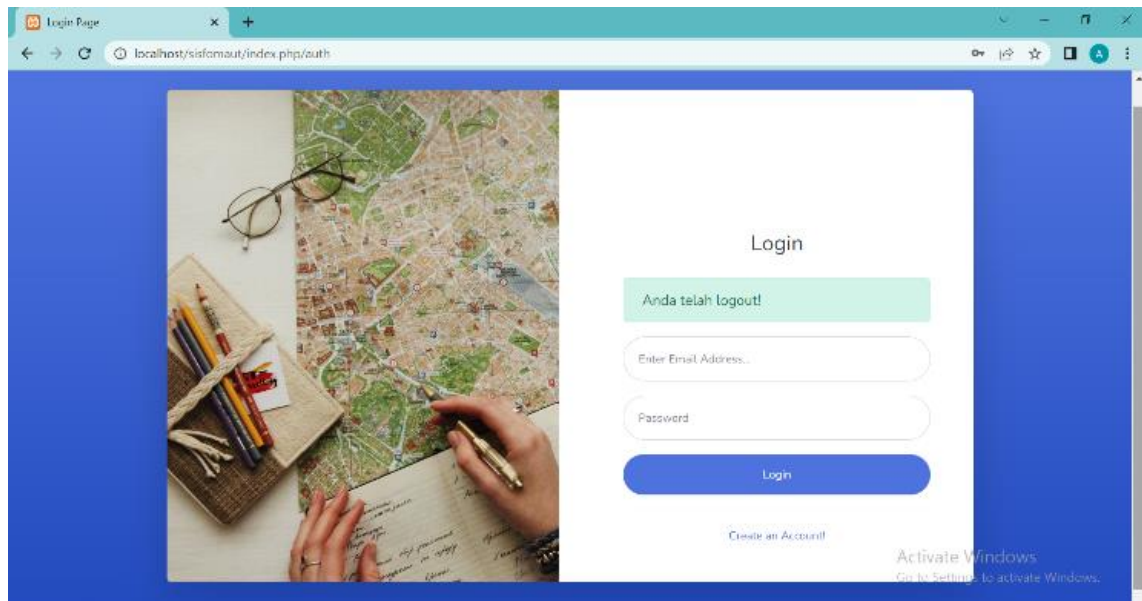 Login Page
localhost/sisfomaut/index.php/auth
A
Login
Anda telah logout!
Enter Email Address...
Password
Login
Create an Account!
Activate Windows
Go to Settings to activate Windows.